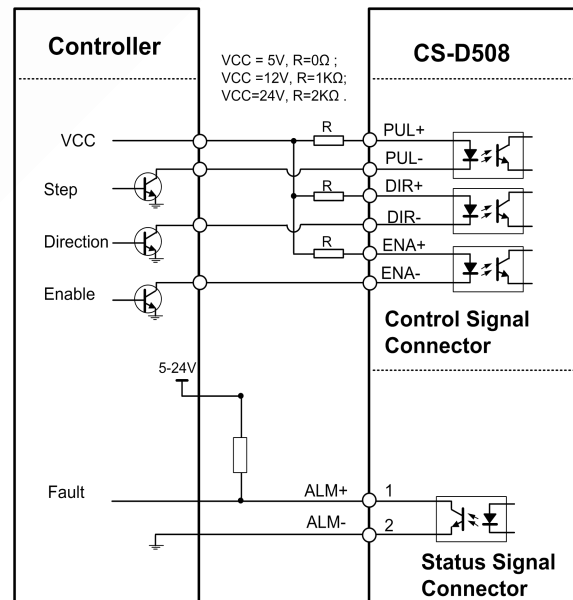 Controller
CS-D508
VCC = 5V, R=0Ω ;
VCC =12V, R=1KΩ;
VCC=24V, R=2KΩ .
VCC
R
PUL+
PUL-
Step
R
DIR+
DIR-
Direction
R
ENA+
ENA-
Enable
Control Signal
Connector
5-24V
Fault
ALM+
1
ALM-
2
Status Signal
Connector